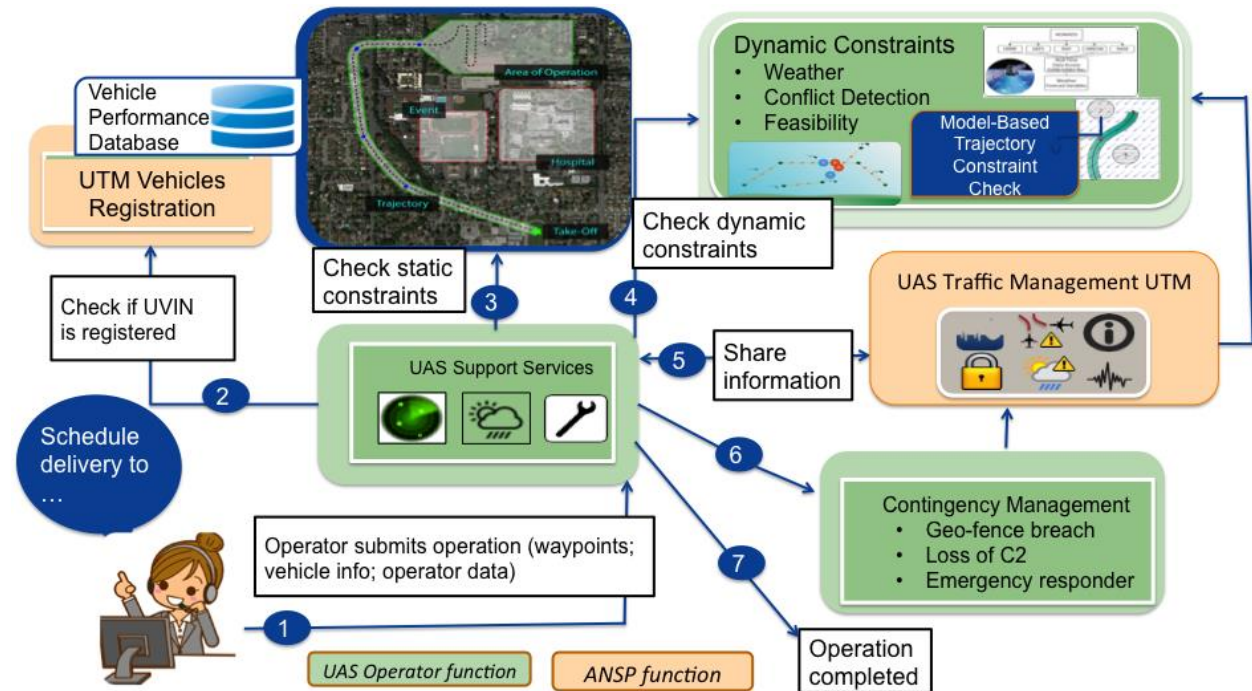 Vehicle
Performance
Database
UTM Vehicles
Registration
Area of Operation
Event
Hospital
Trajectory
Take-Off
Dynamic Constraints
• Weather
• Conflict Detection
• Feasibility
Model-Based
Trajectory
Constraint
Check
Check static
constraints
3
4
Check dynamic
constraints
Check if UVIN
is registered
2
UAS Support Services
5
Share
information
UAS Traffic Management UTM
6
Contingency Management
• Geo-fence breach
• Loss of C2
• Emergency responder
7
Operation
completed
Schedule
delivery to
…
Operator submits operation (waypoints;
vehicle info; operator data)
1
UAS Operator function
ANSP function